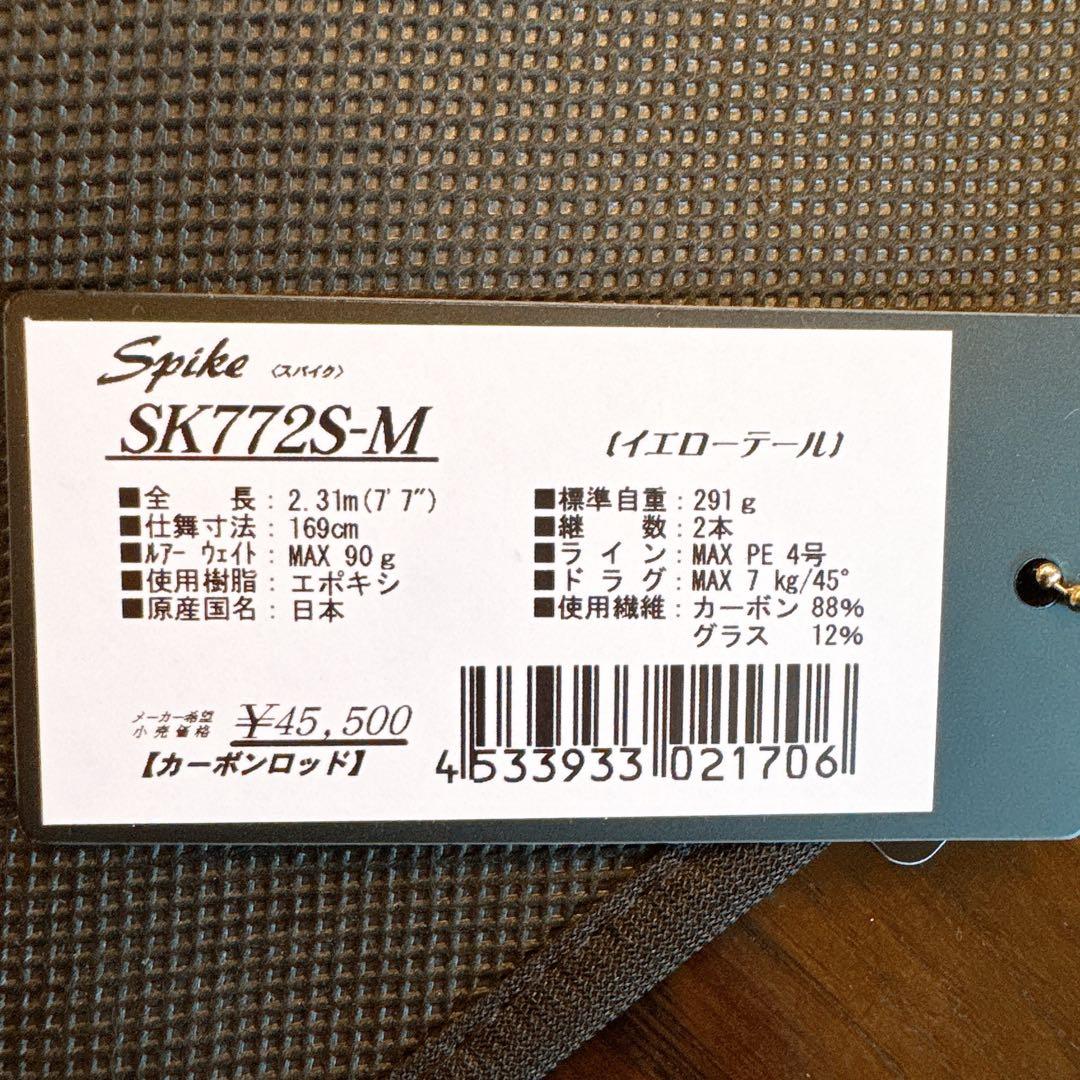 Spike 〈スパイク〉
SK772S-M
(イエローテール)
■全長：2.31m(7'7")
■仕舞寸法：169cm
■ﾙｱｰ ｳｪｲﾄ：MAX 90g
■使用樹脂：エポキシ
■原産国名：日本
■標準自重：291g
■継数：2本
■ライン：MAX PE 4号
■ドラグ：MAX 7 kg/45°
■使用繊維：カーボン 88%
グラス 12%
メーカー希望
小売価格
¥45,500
【カーボンロッド】
4533933021706